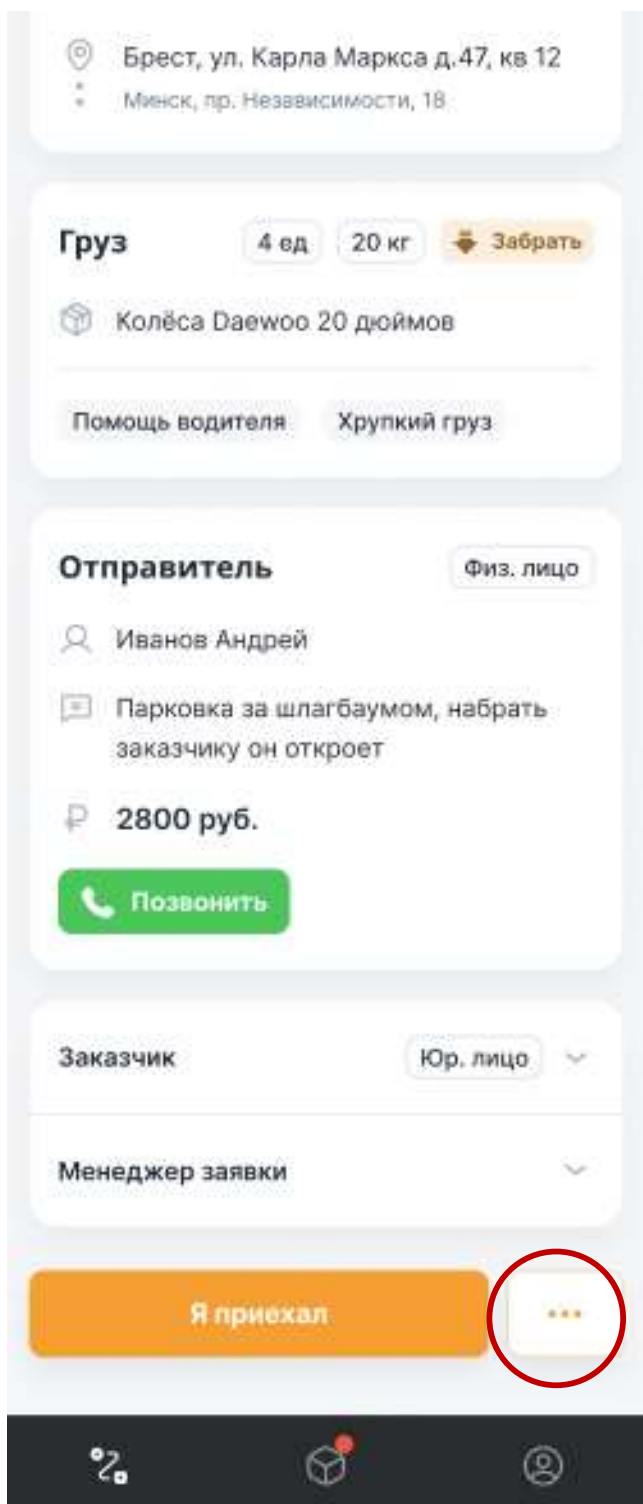 Брест, ул. Карла Маркса д.47, кв 12
Минск, пр. Независимости, 18
Груз
4 ед
20 кг
Забрать
Колёса Daewoo 20 дюймов
Помощь водителя
Хрупкий груз
Отправитель
Физ. лицо
Иванов Андрей
Парковка за шлагбаумом, набрать
заказчику он откроет
2800 руб.
Позвонить
Заказчик
Юр. лицо
Менеджер заявки
Я приехал